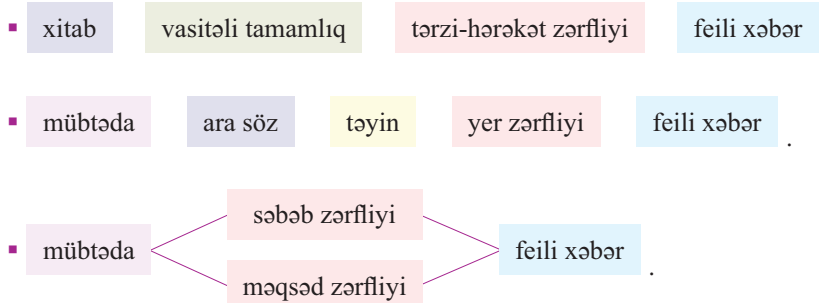 ▪ xitab vasitəli tamamlıq tərzi-hərəkət zərfliyi feili xəbər
▪ mübtəda ara söz təyin yer zərfliyi feili xəbər .
səbəb zərfliyi
▪ mübtəda feili xəbər .
məqsəd zərfliyi